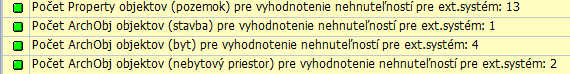 Počet Property objektov (pozemok) pre vyhodnotenie nehnuteľností pre ext.systém: 13
Počet ArchObj objektov (stavba) pre vyhodnotenie nehnuteľností pre ext.systém: 1
Počet ArchObj objektov (byt) pre vyhodnotenie nehnuteľností pre ext.systém: 4
Počet ArchObj objektov (nebytový priestor) pre vyhodnotenie nehnuteľností pre ext.systém: 2